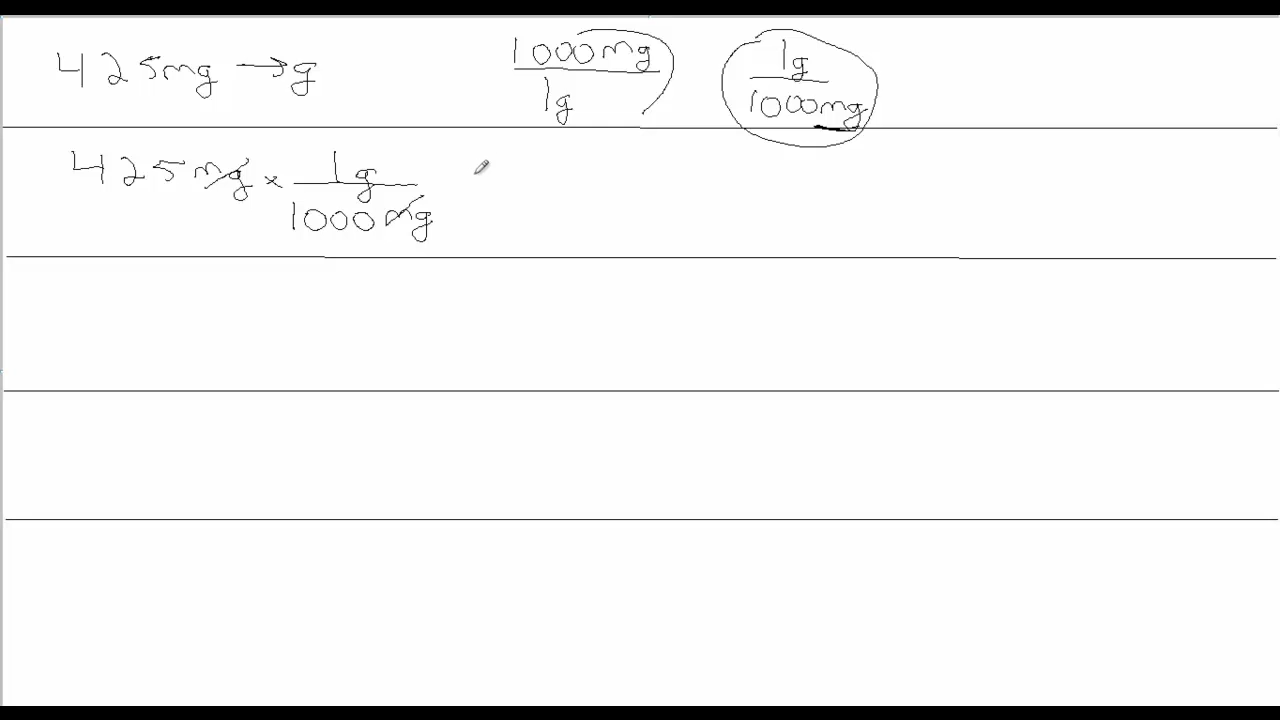 425mg → g 1000mg/1g 1g/1000mg
425mg × 1g/1000mg